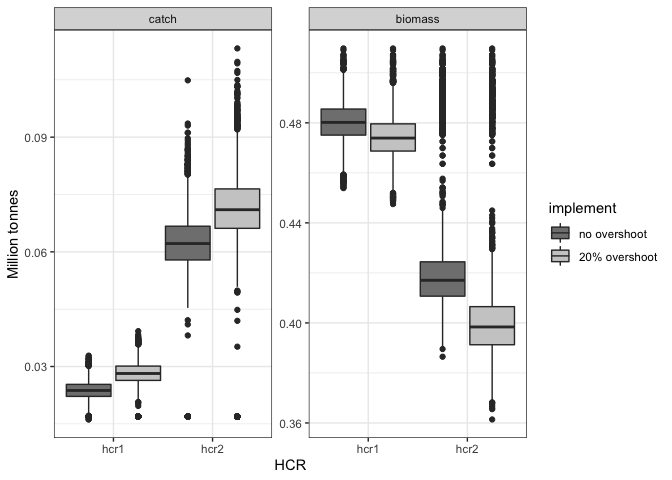 catch
biomass
Million tonnes
0.09
0.06
0.03
0.48
0.44
0.40
0.36
hcr1
hcr2
hcr1
hcr2
HCR
implement
no overshoot
20% overshoot